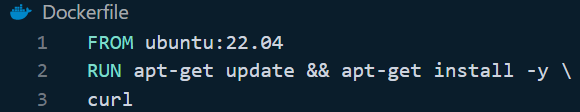 Dockerfile
1 FROM ubuntu:22.04
2 RUN apt-get update && apt-get install -y \
3 curl